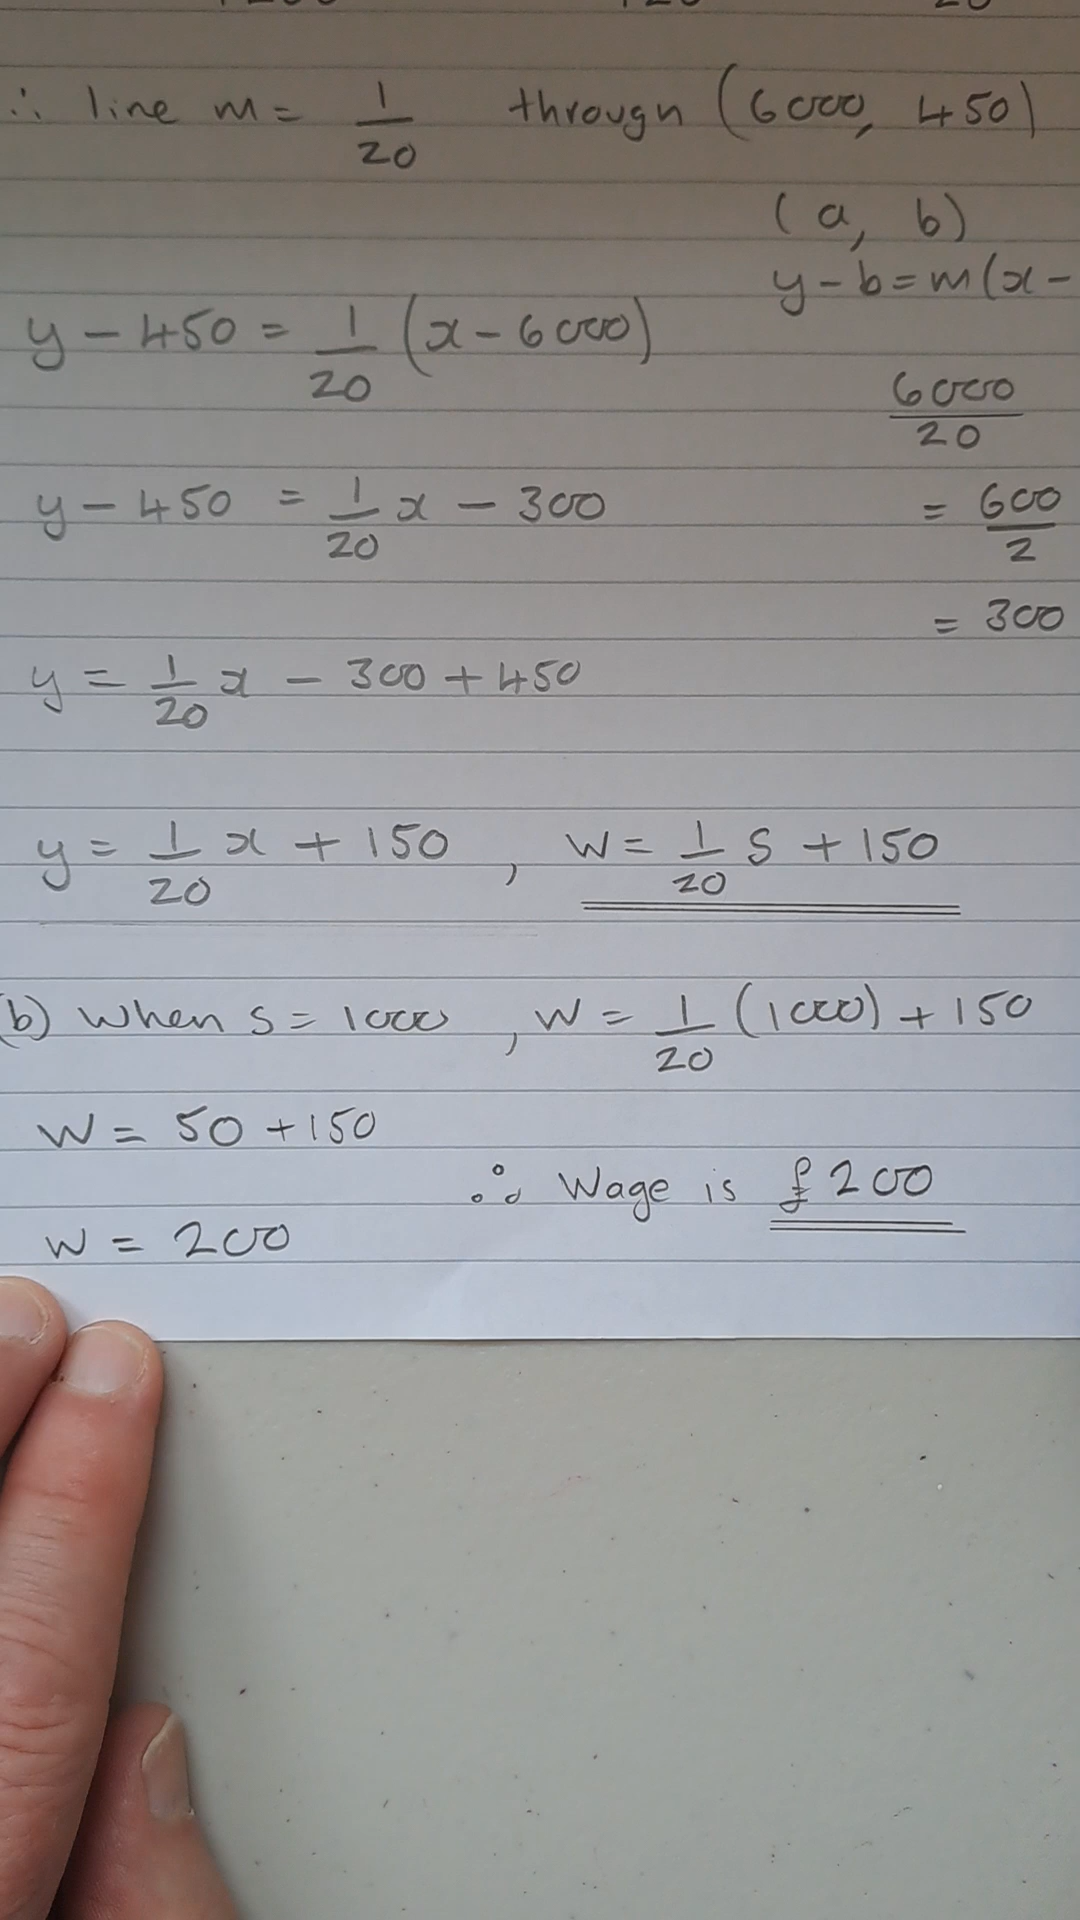 ∴ line m = 1/20 through (6000, 450)
(a, b)
y - b = m(x -
y - 450 = 1/20 (x - 6000)
6000/20
y - 450 = 1/20 x - 300
= 600/2
= 300
y = 1/20 x - 300 + 450
y = 1/20 x + 150 , W = 1/20 S + 150
(b) When S = 1000 , W = 1/20 (1000) + 150
W = 50 + 150
∴ Wage is £200
W = 200